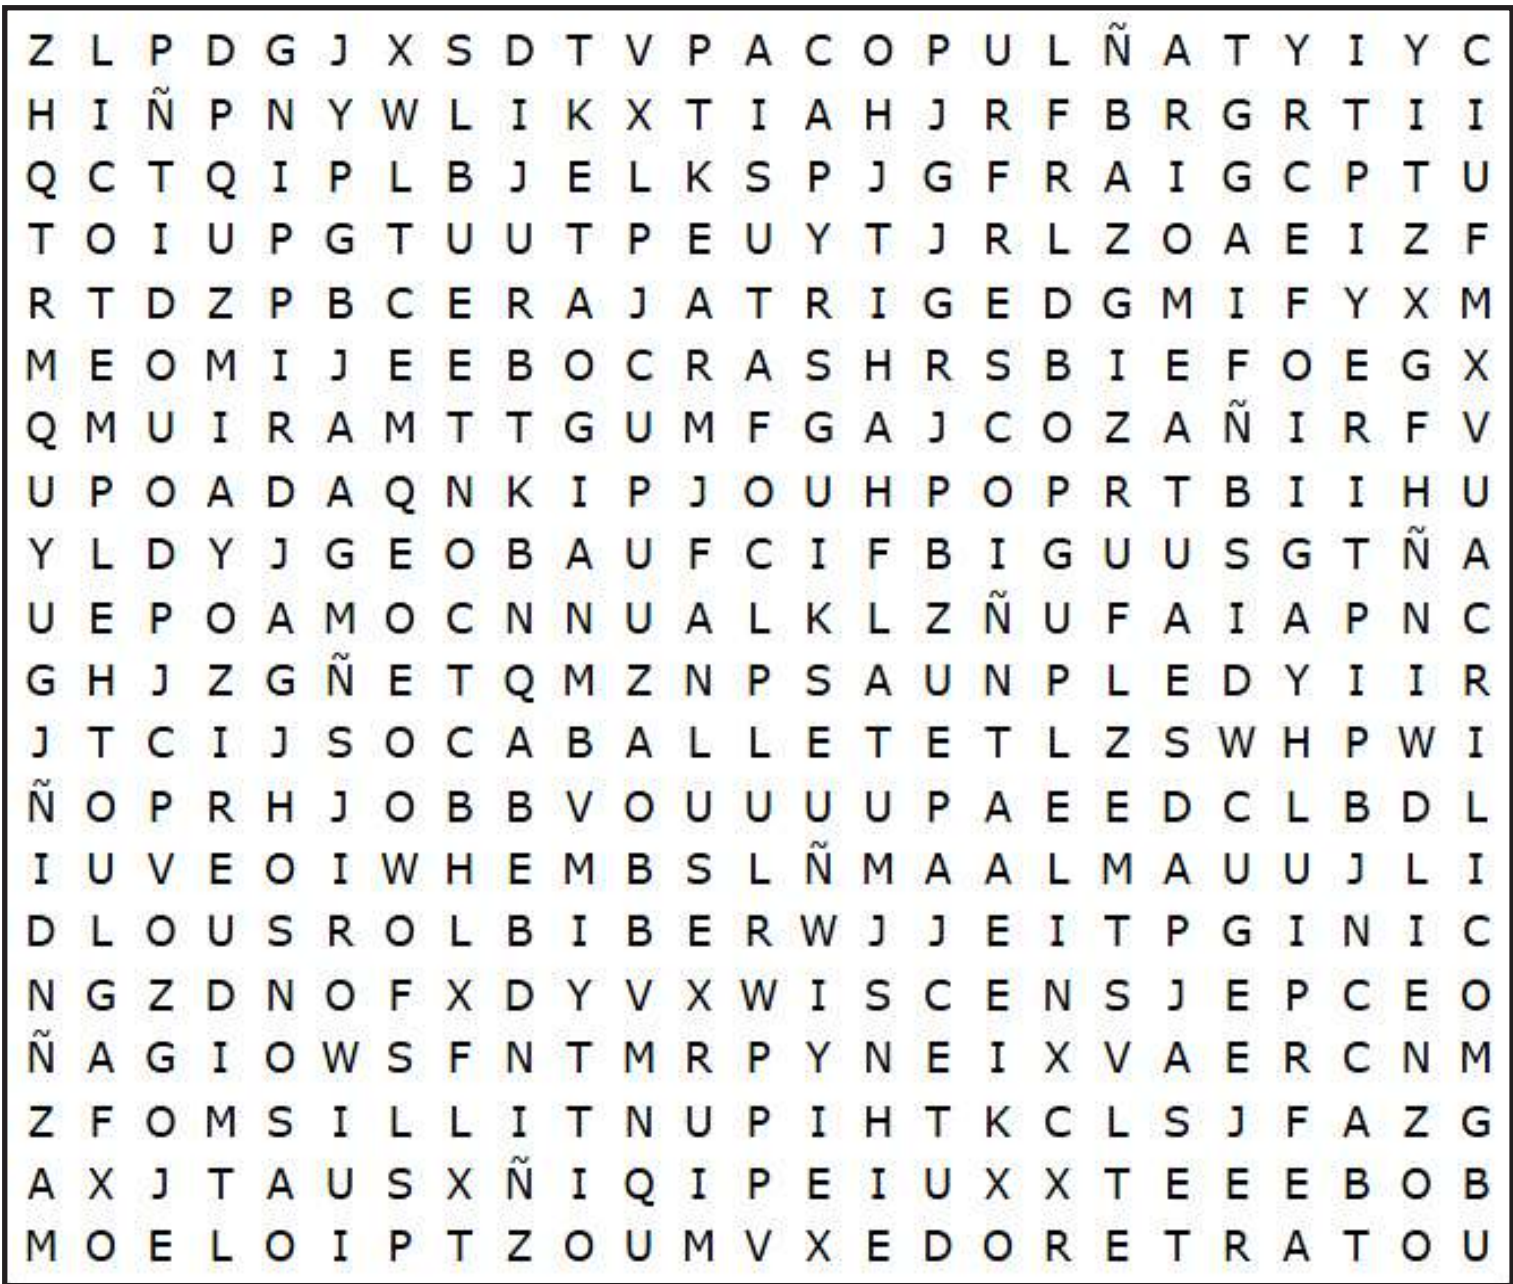 Z L P D G J X S D T V P A C O P U L Ñ A T Y I Y C
H I Ñ P N Y W L I K X T I A H J R F B R G R T I I
Q C T Q I P L B J E L K S P J G F R A I G C P T U
T O I U P G T U U T P E U Y T J R L Z O A E I Z F
R T D Z P B C E R A J A T R I G E D G M I F Y X M
M E O M I J E E B O C R A S H R S B I E F O E G X
Q M U I R A M T T G U M F G A J C O Z A Ñ I R F V
U P O A D A Q N K I P J O U H P O P R T B I I H U
Y L D Y J G E O B A U F C I F B I G U U S G T Ñ A
U E P O A M O C N N U A L K L Z Ñ U F A I A P N C
G H J Z G Ñ E T Q M Z N P S A U N P L E D Y I I R
J T C I J S O C A B A L L E T E T L Z S W H P W I
Ñ O P R H J O B B V O U U U U P A E E D C L B D L
I U V E O I W H E M B S L Ñ M A A L M A U U J L I
D L O U S R O L B I B E R W J J E I T P G I N I C
N G Z D N O F X D Y V X W I S C E N S J E P C E O
Ñ A G I O W S F N T M R P Y N E I X V A E R C N M
Z F O M S I L L I T N U P I H T K C L S J F A Z G
A X J T A U S X Ñ I Q I P E I U X X T E E E B O B
M O E L O I P T Z O U M V X E D O R E T R A T O U